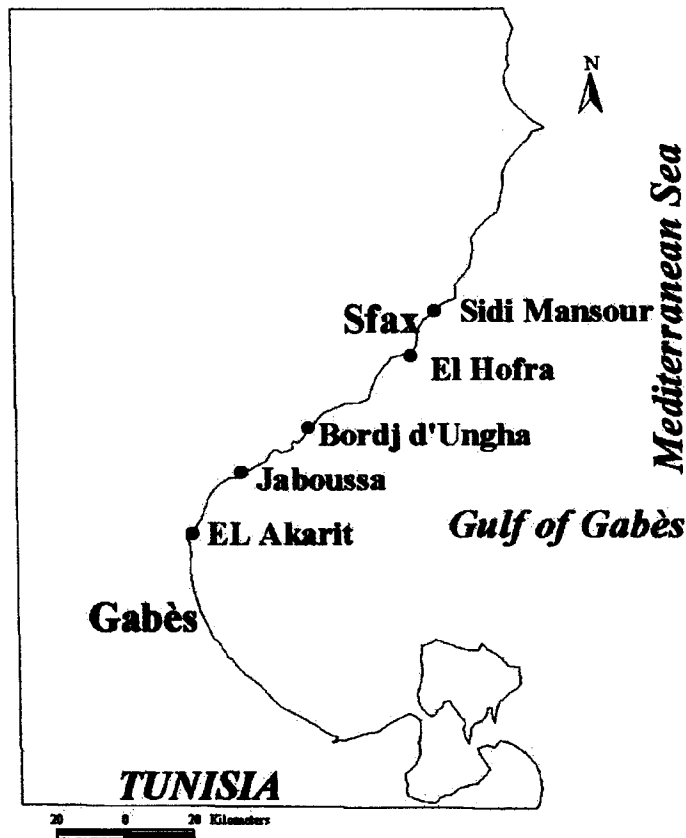 N
Mediterranean Sea
Sfax
Sidi Mansour
El Hofra
Bordj d'Ungha
Jaboussa
Gulf of Gabès
EL Akarit
Gabès
TUNISIA
20 0 20 Kilometers